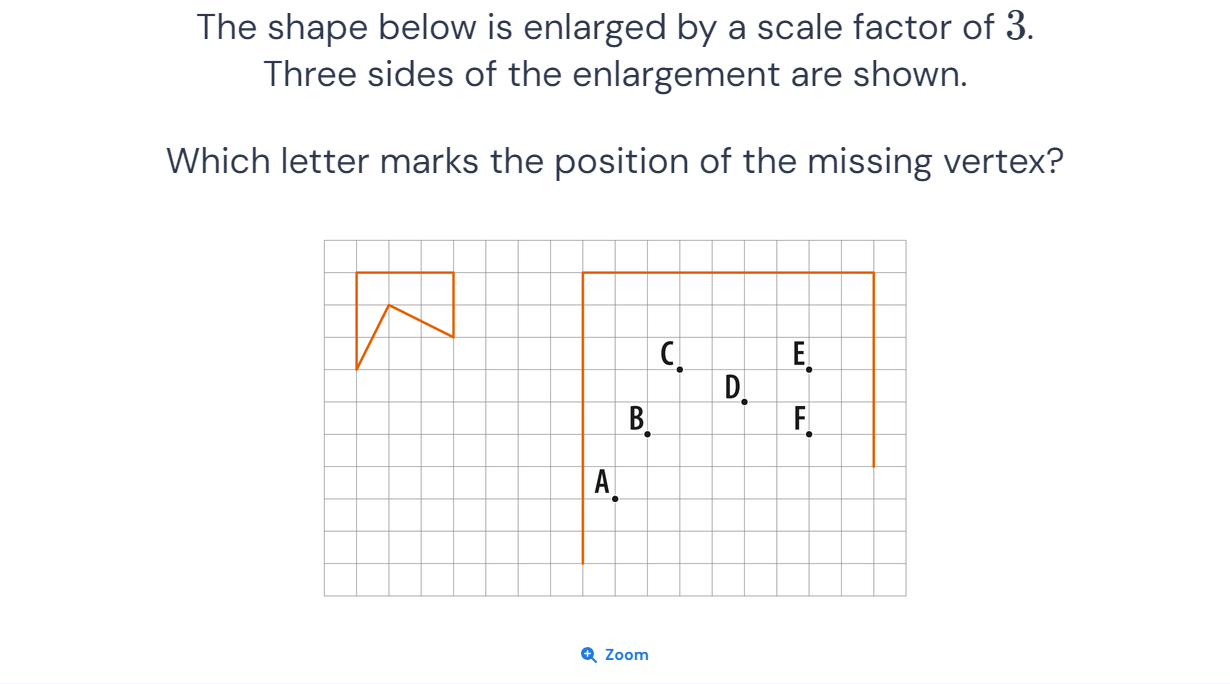 The shape below is enlarged by a scale factor of 3.
Three sides of the enlargement are shown.
Which letter marks the position of the missing vertex?
C
E
D
B
F
A
Zoom